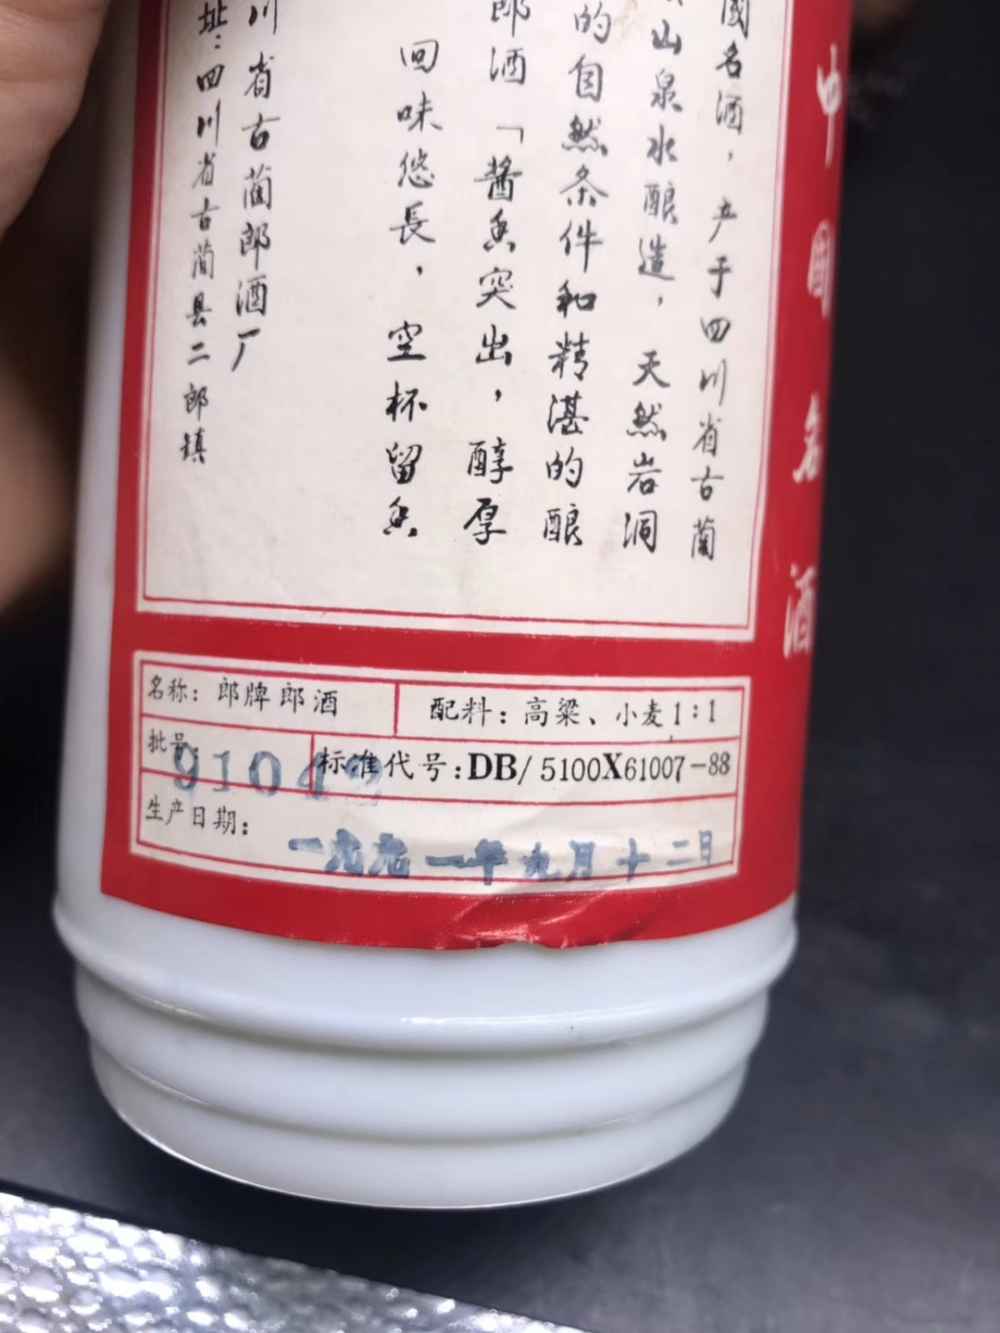 中国名酒
國名酒，产于四川省古蔺
山泉水酿造，天然岩洞
的自然条件和精湛的酿
郎酒「酱香突出，醇厚
回味悠長，空杯留香
川省古蔺郎酒厂
址：四川省古蔺县二郎镇
名称：郎牌郎酒
配料：高梁、小麦1:1
批号：
91042
标准代号：DB/5100X61007-88
生产日期：
一九九一年九月十二日